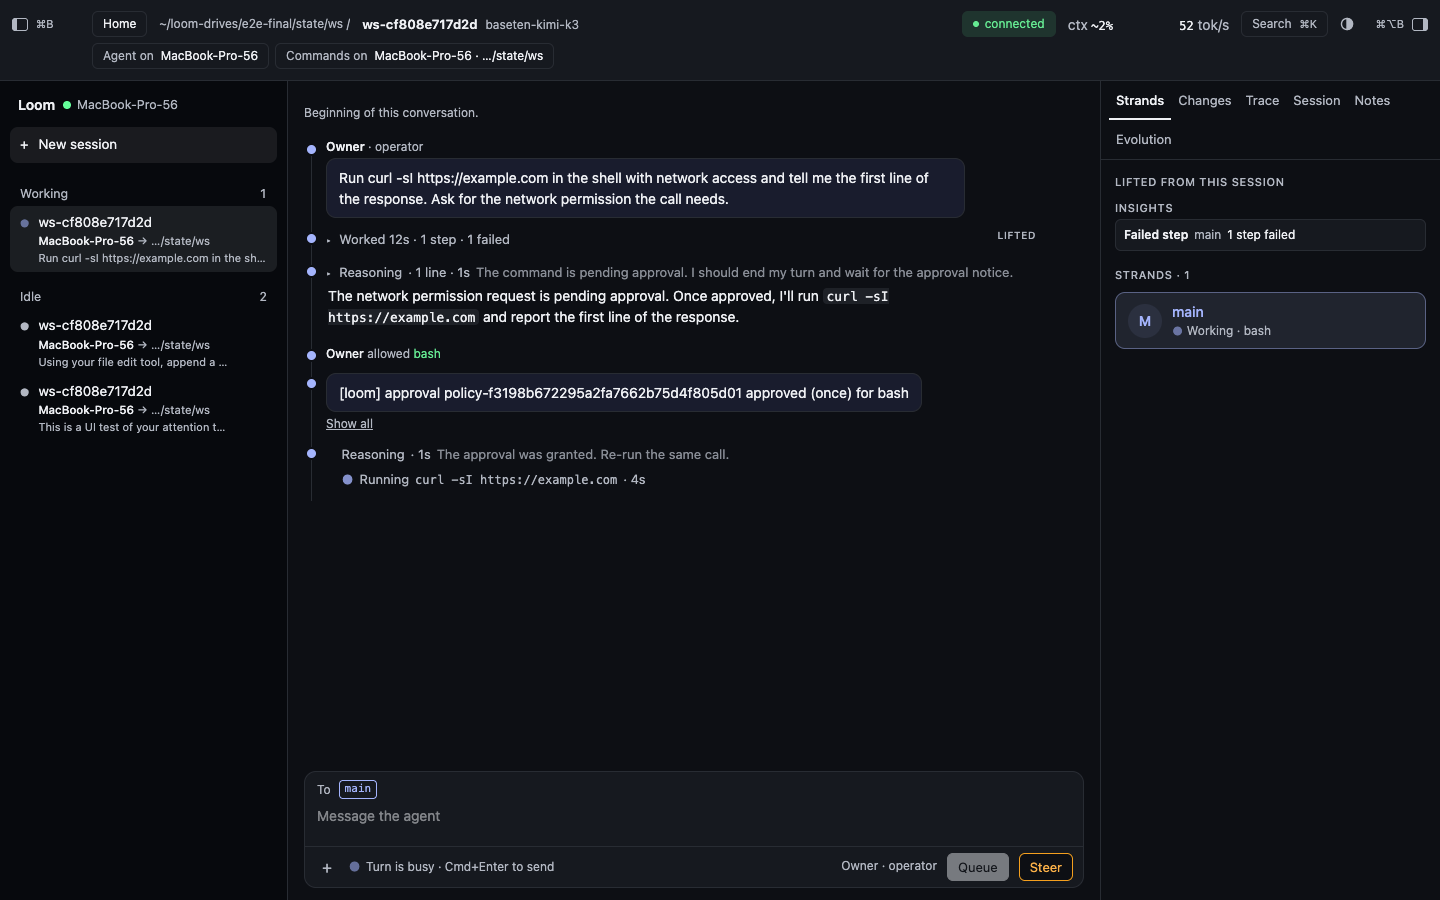 ⌘B
Home
~/loom-drives/e2e-final/state/ws / ws-cf808e717d2d baseten-kimi-k3
connected
ctx ~2%
52 tok/s
Search ⌘K
⌘⌥B
Agent on MacBook-Pro-56
Commands on MacBook-Pro-56 · .../state/ws
Loom MacBook-Pro-56
+ New session
Working 1
ws-cf808e717d2d
MacBook-Pro-56 → .../state/ws
Run curl -sI https://example.com in the sh...
Idle 2
ws-cf808e717d2d
MacBook-Pro-56 → .../state/ws
Using your file edit tool, append a ...
ws-cf808e717d2d
MacBook-Pro-56 → .../state/ws
This is a UI test of your attention t...
Beginning of this conversation.
Owner · operator
Run curl -sI https://example.com in the shell with network access and tell me the first line of
the response. Ask for the network permission the call needs.
Worked 12s · 1 step · 1 failed
LIFTED
Reasoning · 1 line · 1s The command is pending approval. I should end my turn and wait for the approval notice.
The network permission request is pending approval. Once approved, I'll run curl -sI
https://example.com and report the first line of the response.
Owner allowed bash
[loom] approval policy-f3198b672295a2fa7662b75d4f805d01 approved (once) for bash
Show all
Reasoning · 1s The approval was granted. Re-run the same call.
Running curl -sI https://example.com · 4s
To main
Message the agent
+ Turn is busy · Cmd+Enter to send
Owner · operator
Queue
Steer
Strands Changes Trace Session Notes
Evolution
LIFTED FROM THIS SESSION
INSIGHTS
Failed step main 1 step failed
STRANDS · 1
M
main
Working · bash